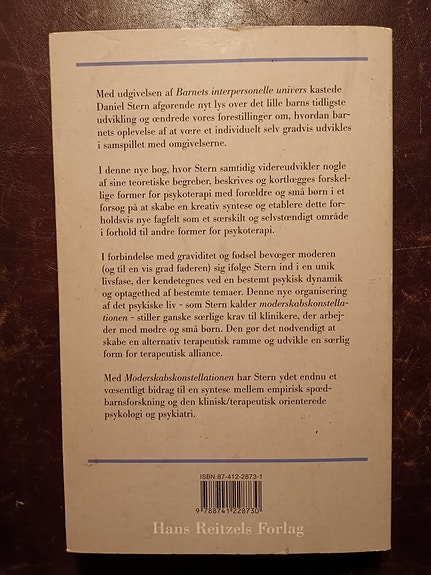 Med udgivelsen af Barnets interpersonelle univers kastede
Daniel Stern afgørende nyt lys over det lille barns tidligste
udvikling og ændrede vores forestillinger om, hvordan bar-
nets oplevelse af at være et individuelt selv gradvis udvikles
i samspillet med omgivelserne.
I denne nye bog, hvor Stern samtidig videreudvikler nogle
af sine teoretiske begreber, beskrives og kortlægges forskel-
lige former for psykoterapi med forældre og små børn i et
forsøg på at skabe en kreativ syntese og etablere dette for-
holdsvis nye fagfelt som et særskilt og selvstændigt område
i forhold til andre former for psykoterapi.
I forbindelse med graviditet og fødsel bevæger moderen
(og til en vis grad faderen) sig ifølge Stern ind i en unik
livsfase, der kendetegnes ved en bestemt psykisk dynamik
og optagethed af bestemte temaer. Denne nye organisering
af det psykiske liv - som Stern kalder moderskabskonstella-
tionen - stiller ganske særlige krav til klinikere, der arbej-
der med mødre og små børn. Den gør det nødvendigt at
skabe en alternativ terapeutisk ramme og udvikle en særlig
form for terapeutisk alliance.
Med Moderskabskonstellationen har Stern ydet endnu et
væsentligt bidrag til en syntese mellem empirisk spæd-
barnsforskning og den klinisk/terapeutisk orienterede
psykologi og psykiatri.
ISBN 87-412-2873-1
9 788741 228730
Hans Reitzels Forlag